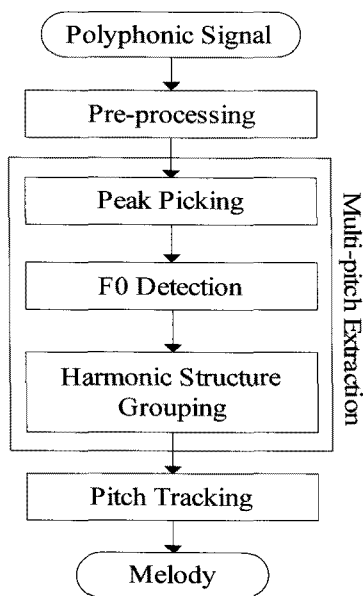 Polyphonic Signal
Pre-processing
Peak Picking
F0 Detection
Harmonic Structure
Grouping
Multi-pitch Extraction
Pitch Tracking
Melody